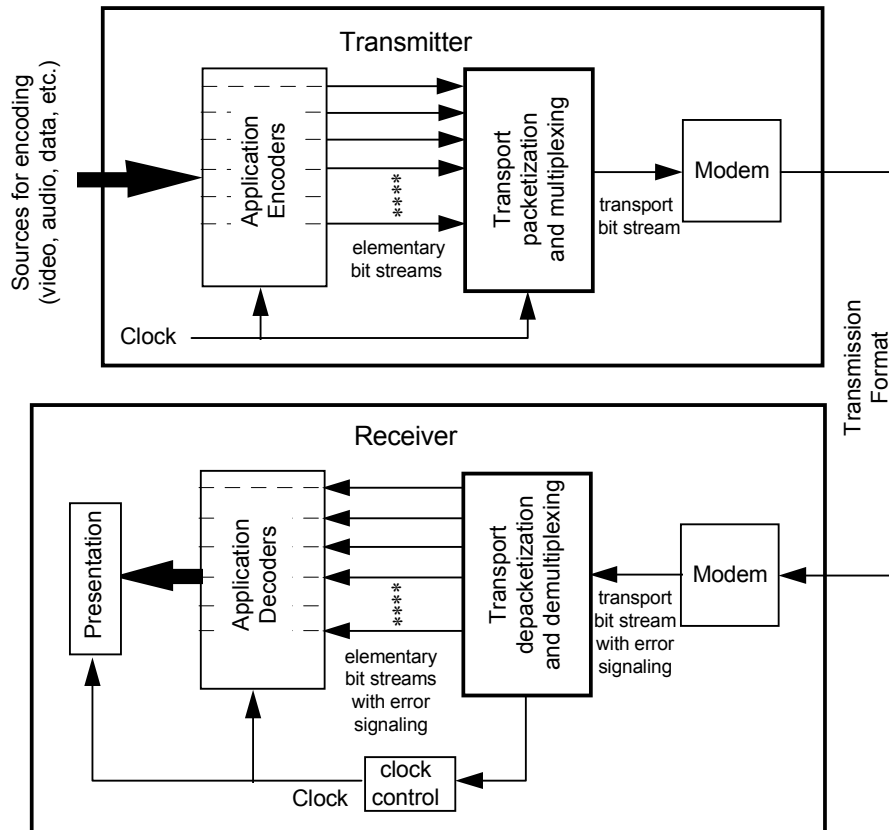 Transmitter
Sources for encoding
(video, audio, data, etc.)
Application
Encoders
****
elementary
bit streams
Transport
packetization
and multiplexing
transport
bit stream
Modem
Clock
Transmission
Format
Receiver
Presentation
Application
Decoders
****
elementary
bit streams
with error
signaling
Transport
depacketization
and demultiplexing
transport
bit stream
with error
signaling
Modem
Clock
clock
control